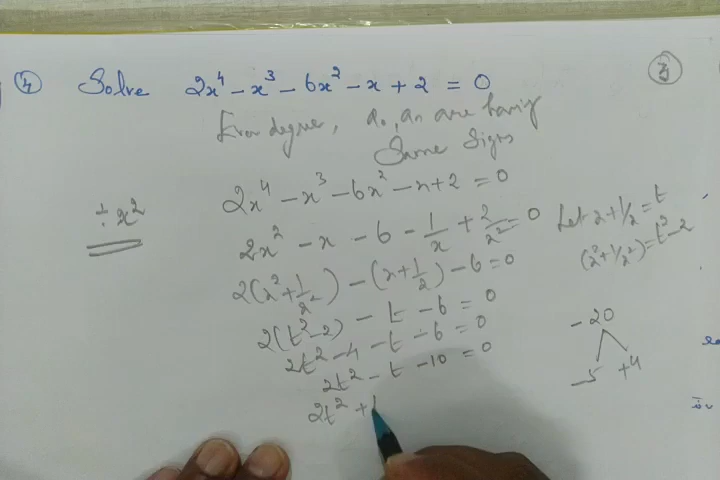 ④ Solve 2x⁴ - x³ - 6x² - x + 2 = 0
③
Even degree, a₀, aₙ are having
Same Signs
2x⁴ - x³ - 6x² - x + 2 = 0
÷ x²
2x² - x - 6 - 1/x + 2/x² = 0
Let x + 1/x = t
2(x² + 1/x²) - (x + 1/x) - 6 = 0
(x² + 1/x²) = t² - 2
2(t² - 2) - t - 6 = 0
2t² - 4 - t - 6 = 0
2t² - t - 10 = 0
- 20
- 5 + 4
2t² +